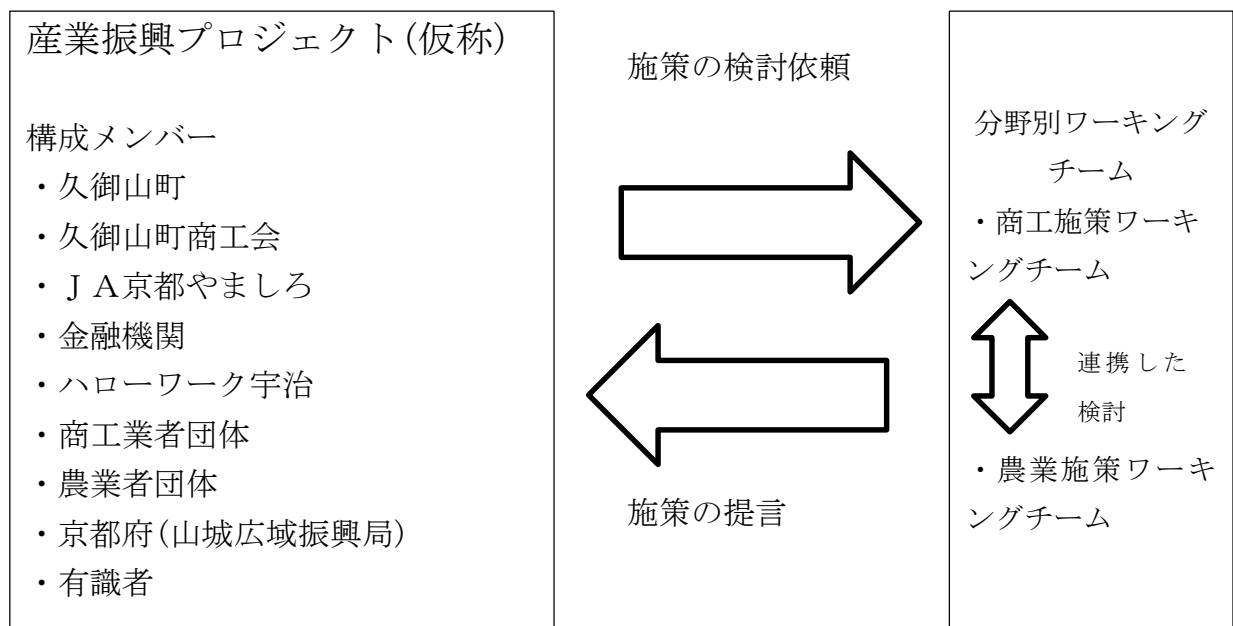 産業振興プロジェクト(仮称)
構成メンバー
・久御山町
・久御山町商工会
・ＪＡ京都やましろ
・金融機関
・ハローワーク宇治
・商工業者団体
・農業者団体
・京都府(山城広域振興局)
・有識者
施策の検討依頼
施策の提言
分野別ワーキング
チーム
・商工施策ワーキ
ングチーム
連携した
検討
・農業施策ワーキ
ングチーム